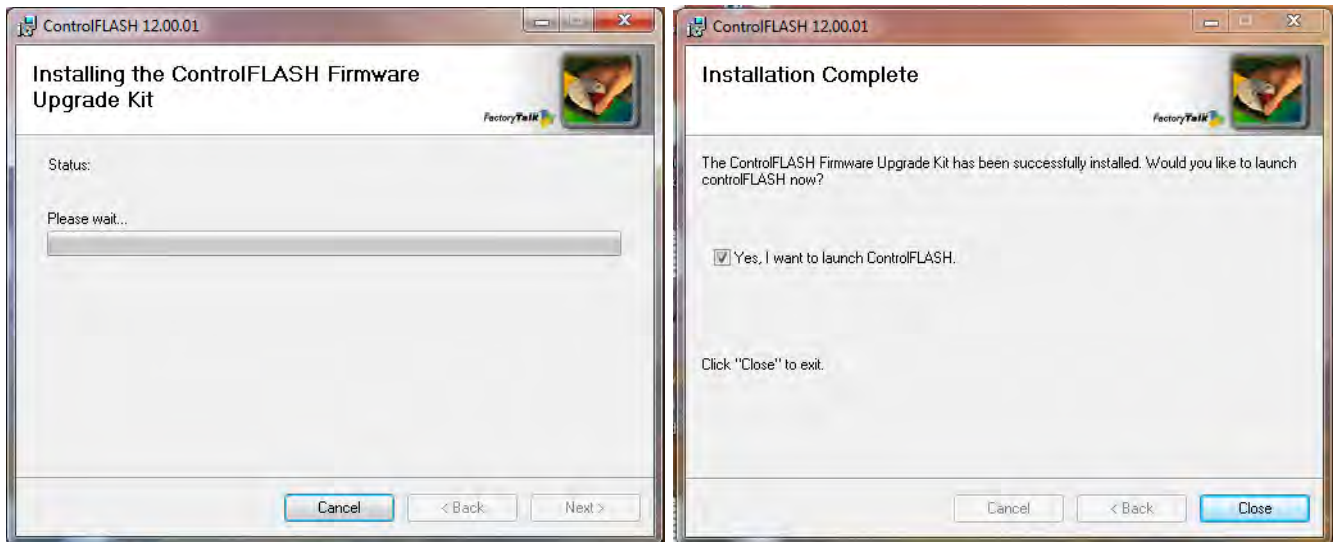 ControlFLASH 12.00.01
Installing the ControlFLASH Firmware
Upgrade Kit
FactoryTalk
Status:
Please wait...
Cancel
< Back
Next >
ControlFLASH 12.00.01
Installation Complete
FactoryTalk
The ControlFLASH Firmware Upgrade Kit has been successfully installed. Would you like to launch
controlFLASH now?
Yes, I want to launch ControlFLASH.
Click "Close" to exit.
Cancel
< Back
Close